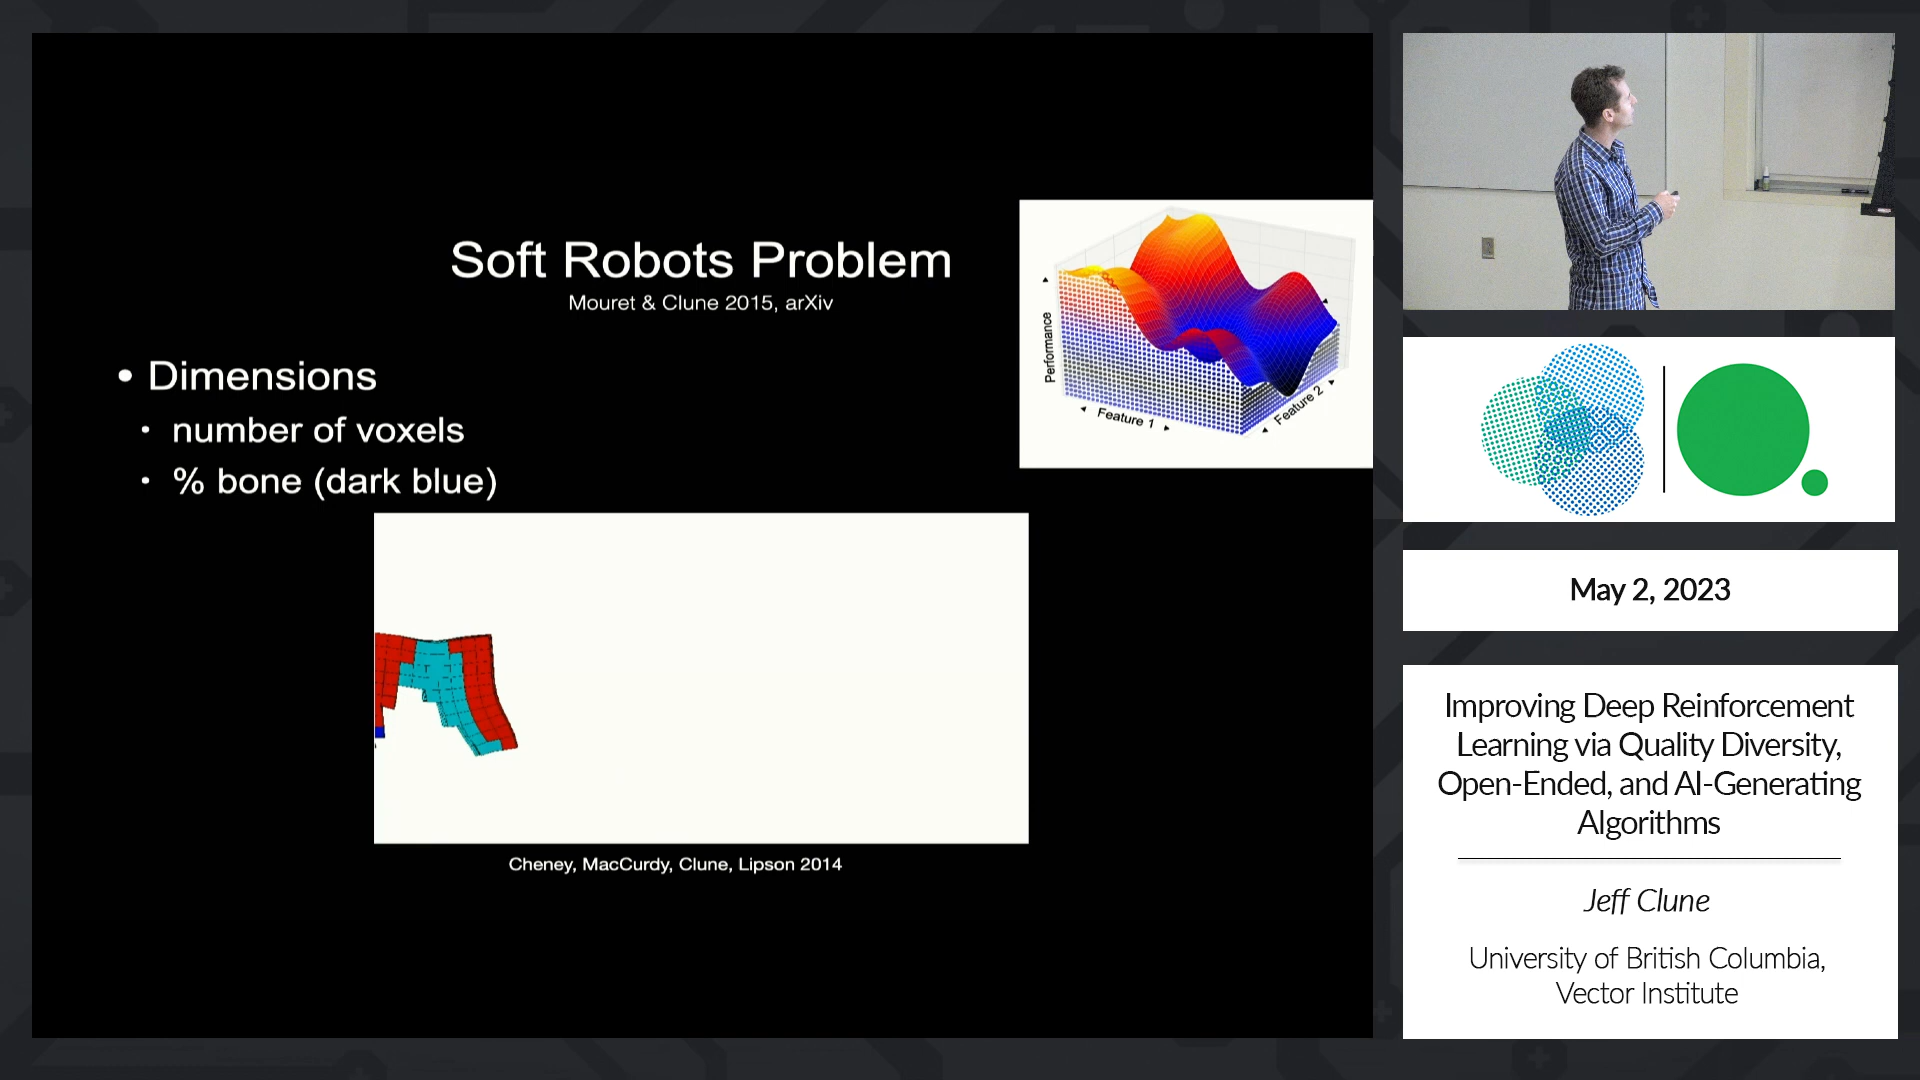 Soft Robots Problem
Mouret & Clune 2015, arXiv
• Dimensions
• number of voxels
• % bone (dark blue)
Performance
Feature 1
Feature 2
Cheney, MacCurdy, Clune, Lipson 2014
May 2, 2023
Improving Deep Reinforcement
Learning via Quality Diversity,
Open-Ended, and AI-Generating
Algorithms
Jeff Clune
University of British Columbia,
Vector Institute